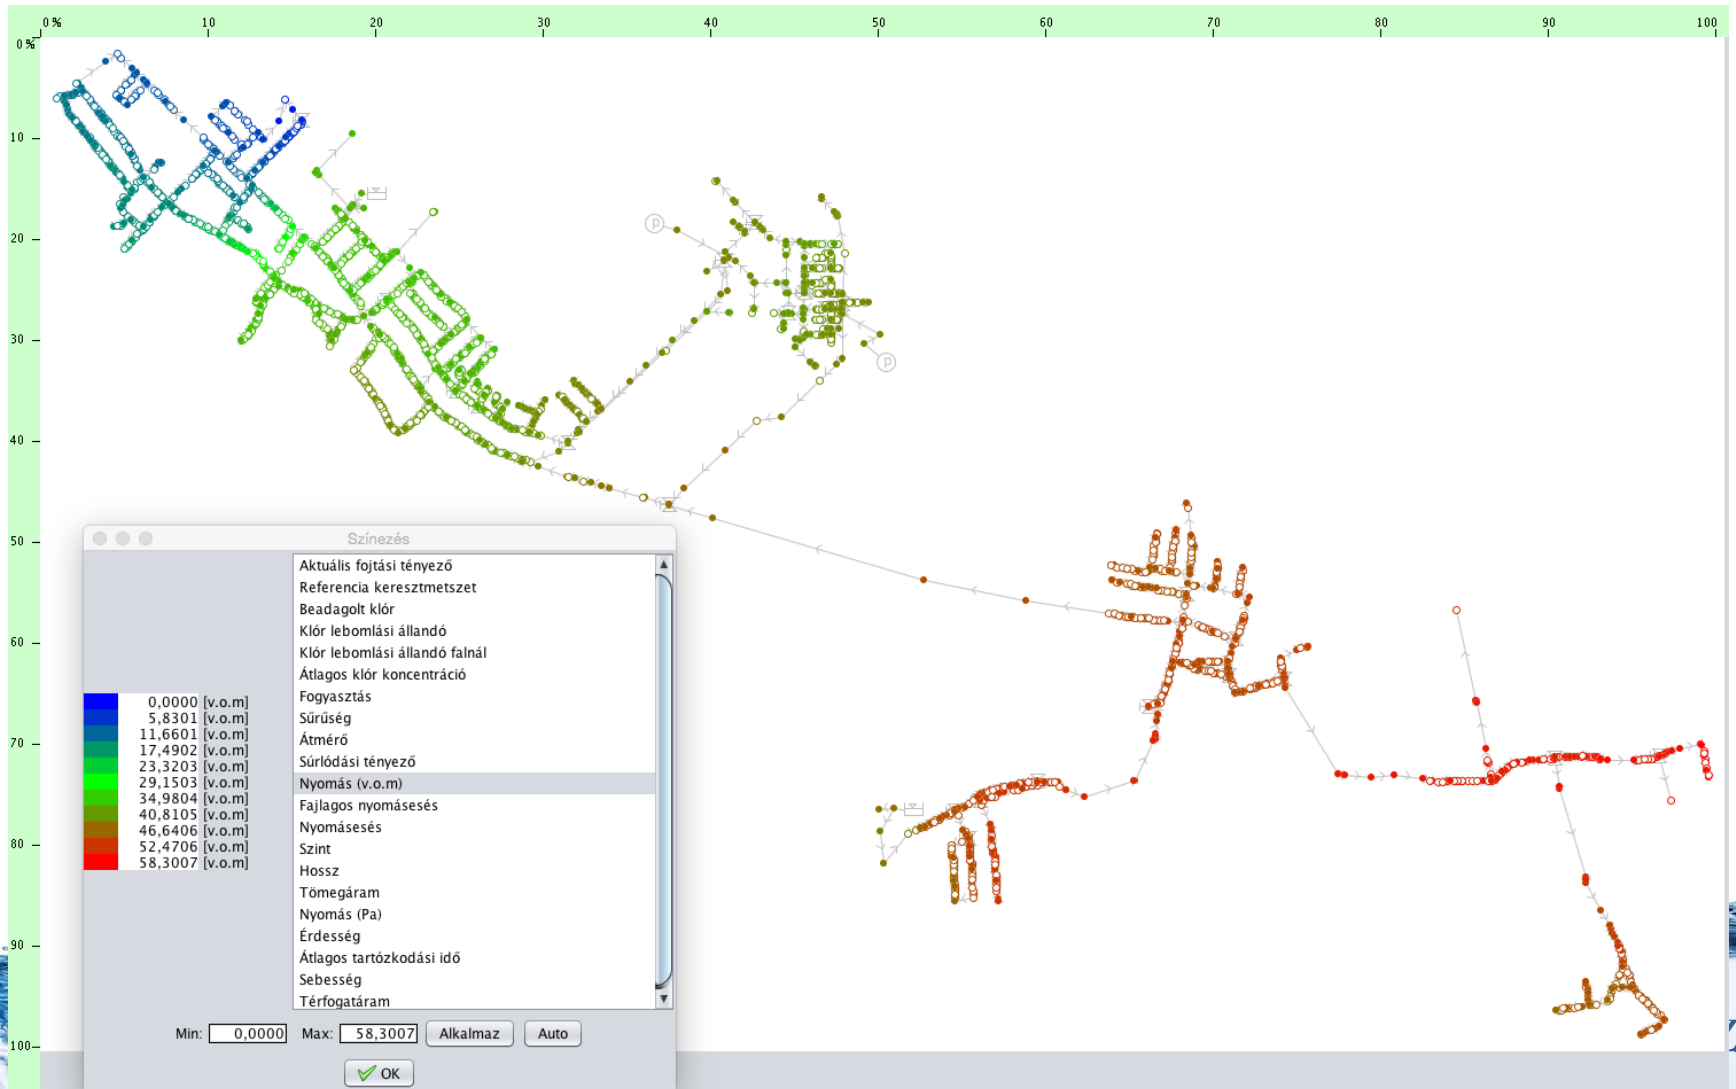 0 % 10 20 30 40 50 60 70 80 90 100
0 %
10
20
30
40
50
60
70
80
90
100
p
p
Színezés
Aktuális fojtási tényező
Referencia keresztmetszet
Beadagolt klór
Klór lebomlási állandó
Klór lebomlási állandó falnál
Átlagos klór koncentráció
Fogyasztás
Sűrűség
Átmérő
Súrlódási tényező
Nyomás (v.o.m)
Fajlagos nyomásesés
Nyomásesés
Szint
Hossz
Tömegáram
Nyomás (Pa)
Érdesség
Átlagos tartózkodási idő
Sebesség
Térfogatáram
0,0000 [v.o.m]
5,8301 [v.o.m]
11,6601 [v.o.m]
17,4902 [v.o.m]
23,3203 [v.o.m]
29,1503 [v.o.m]
34,9804 [v.o.m]
40,8105 [v.o.m]
46,6406 [v.o.m]
52,4706 [v.o.m]
58,3007 [v.o.m]
Min: 0,0000 Max: 58,3007 Alkalmaz Auto
OK